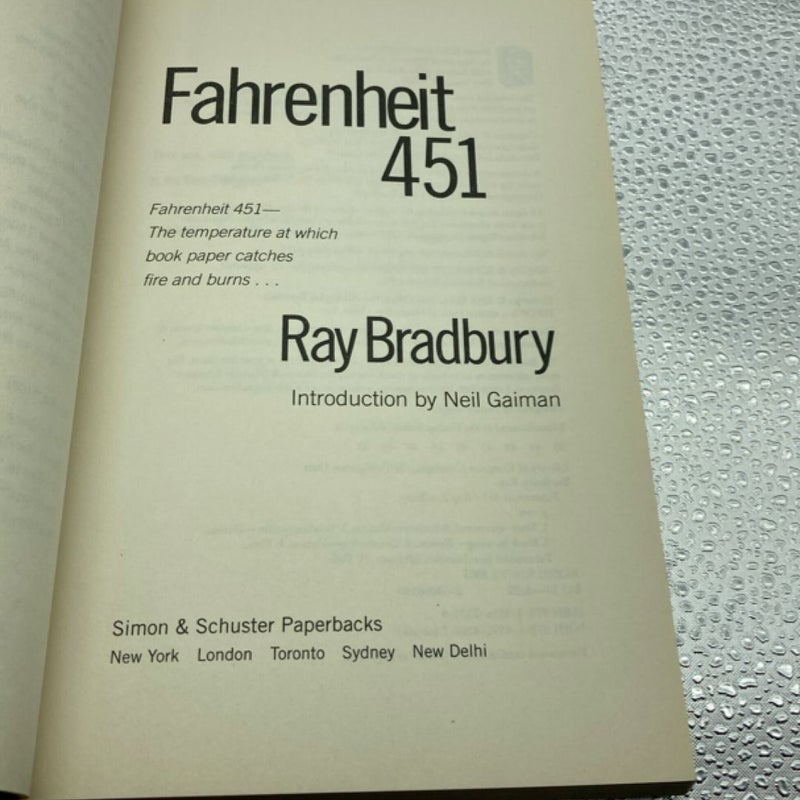 Fahrenheit
451
Fahrenheit 451—
The temperature at which
book paper catches
fire and burns . . .
Ray Bradbury
Introduction by Neil Gaiman
Simon & Schuster Paperbacks
New York London Toronto Sydney New Delhi